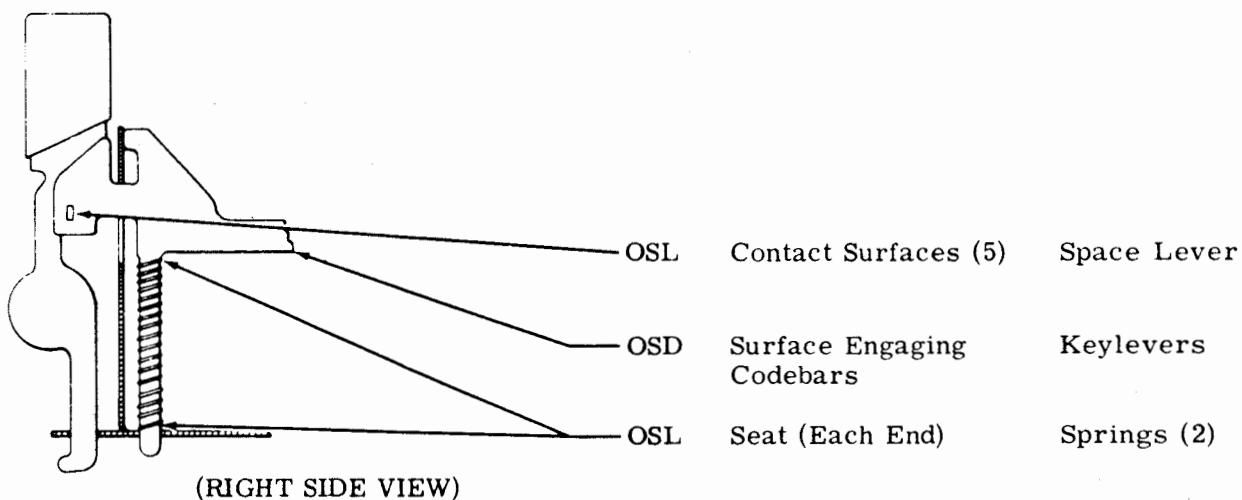 OSL Contact Surfaces (5) Space Lever
OSD Surface Engaging Keylevers
Codebars
OSL Seat (Each End) Springs (2)
(RIGHT SIDE VIEW)